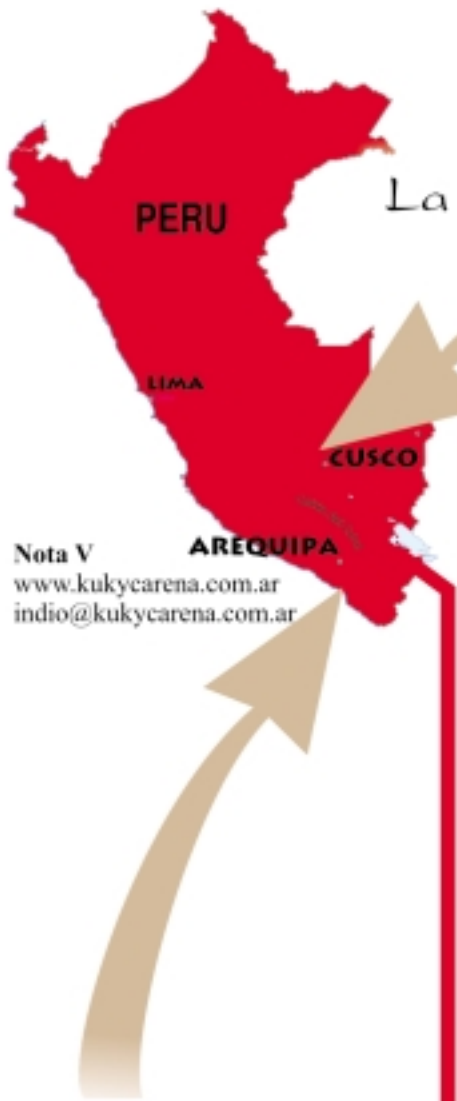 La
PERU
LIMA
CUSCO
AREQUIPA
Nota V
www.kukycarena.com.ar
indio@kukycarena.com.ar